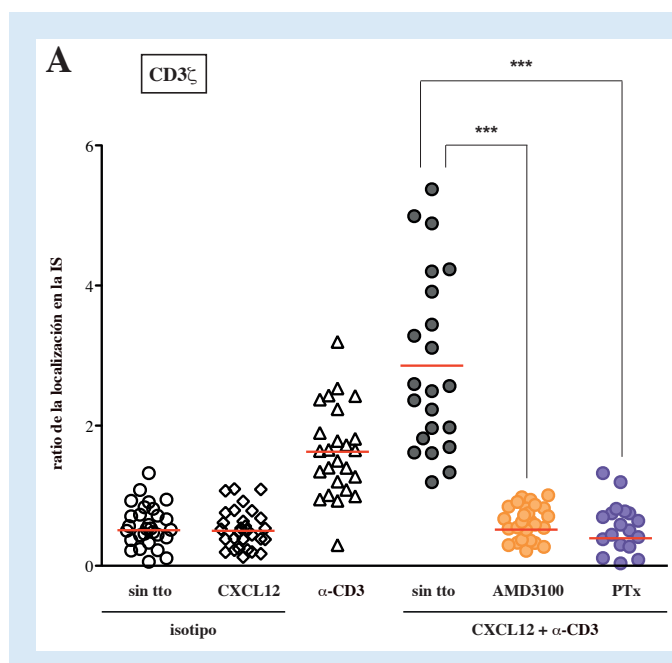 A
CD3ζ
***
***
6
4
2
0
ratio de la localización en la IS
sin tto CXCL12 α-CD3 sin tto AMD3100 PTx
isotipo CXCL12 + α-CD3